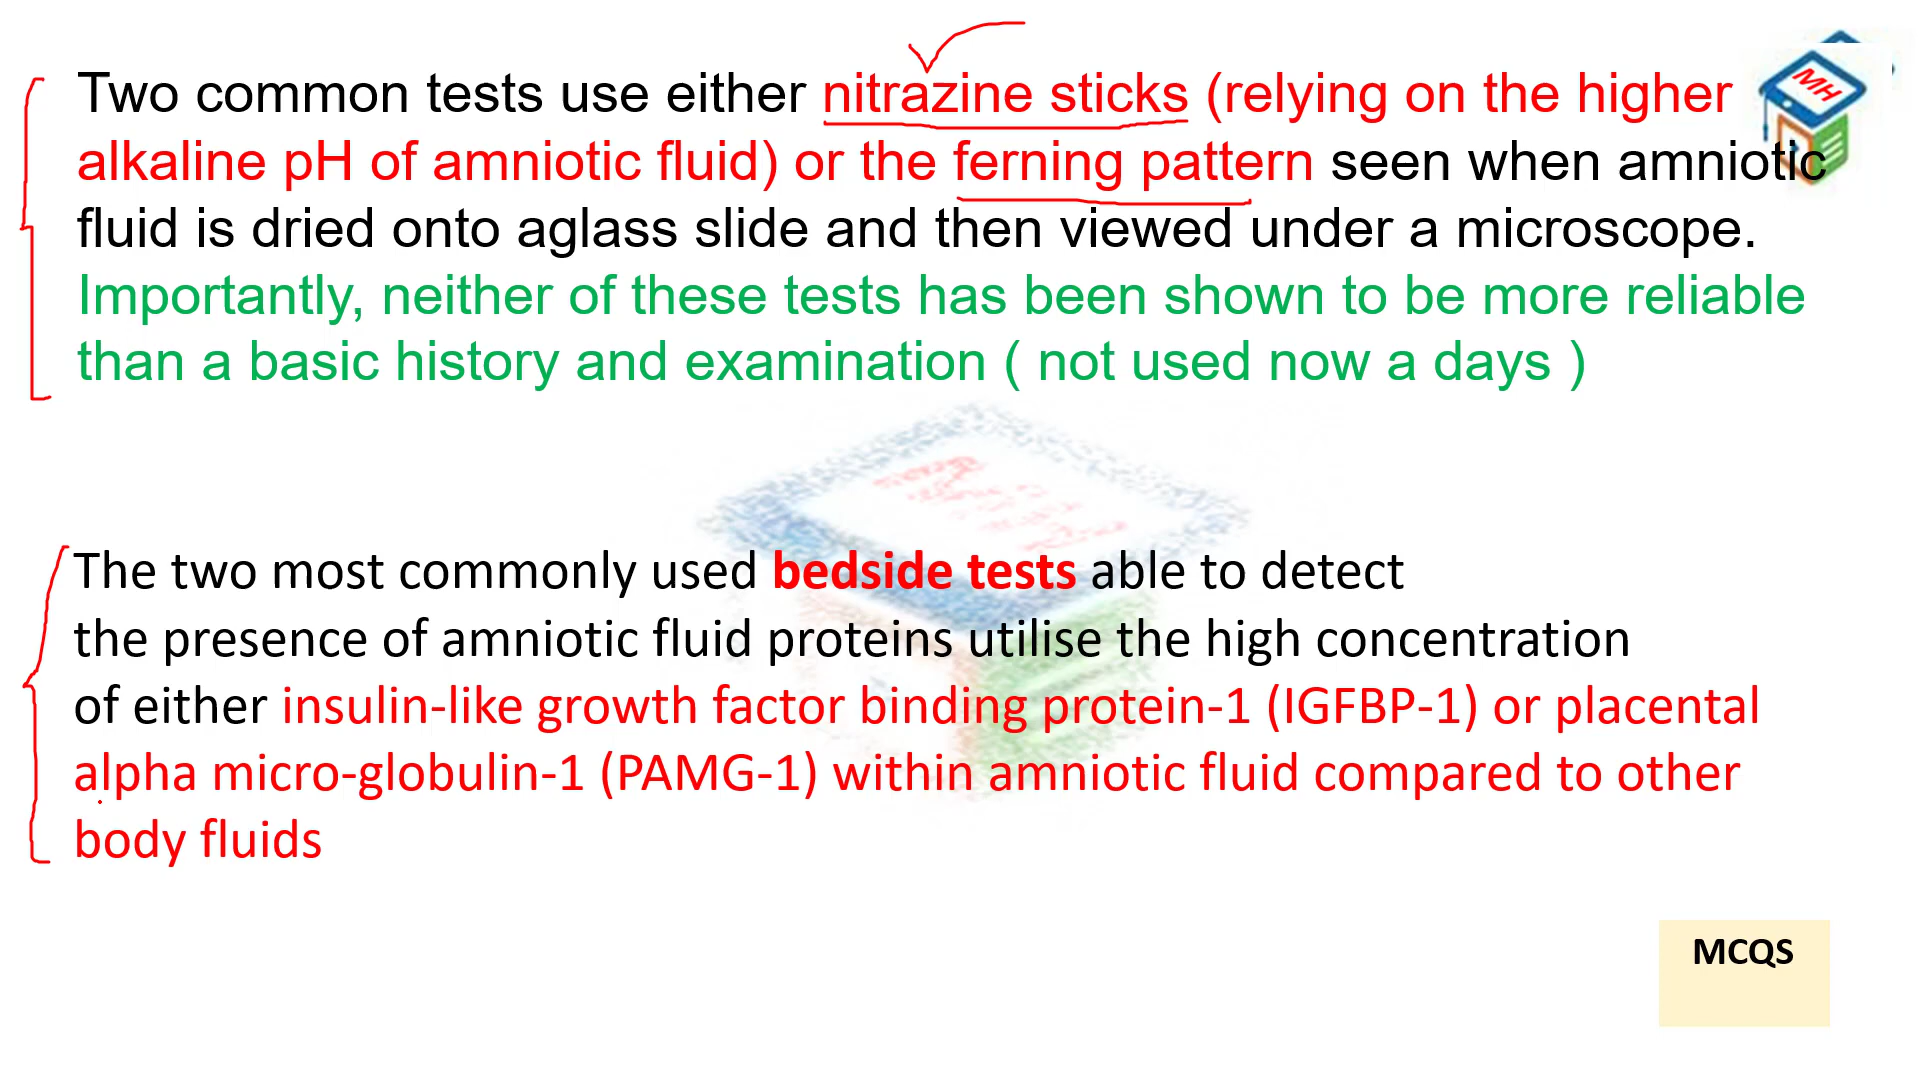 MH
Two common tests use either nitrazine sticks (relying on the higher
alkaline pH of amniotic fluid) or the ferning pattern seen when amniotic
fluid is dried onto aglass slide and then viewed under a microscope.
Importantly, neither of these tests has been shown to be more reliable
than a basic history and examination ( not used now a days )
The two most commonly used bedside tests able to detect
the presence of amniotic fluid proteins utilise the high concentration
of either insulin-like growth factor binding protein-1 (IGFBP-1) or placental
alpha micro-globulin-1 (PAMG-1) within amniotic fluid compared to other
body fluids
MCQS